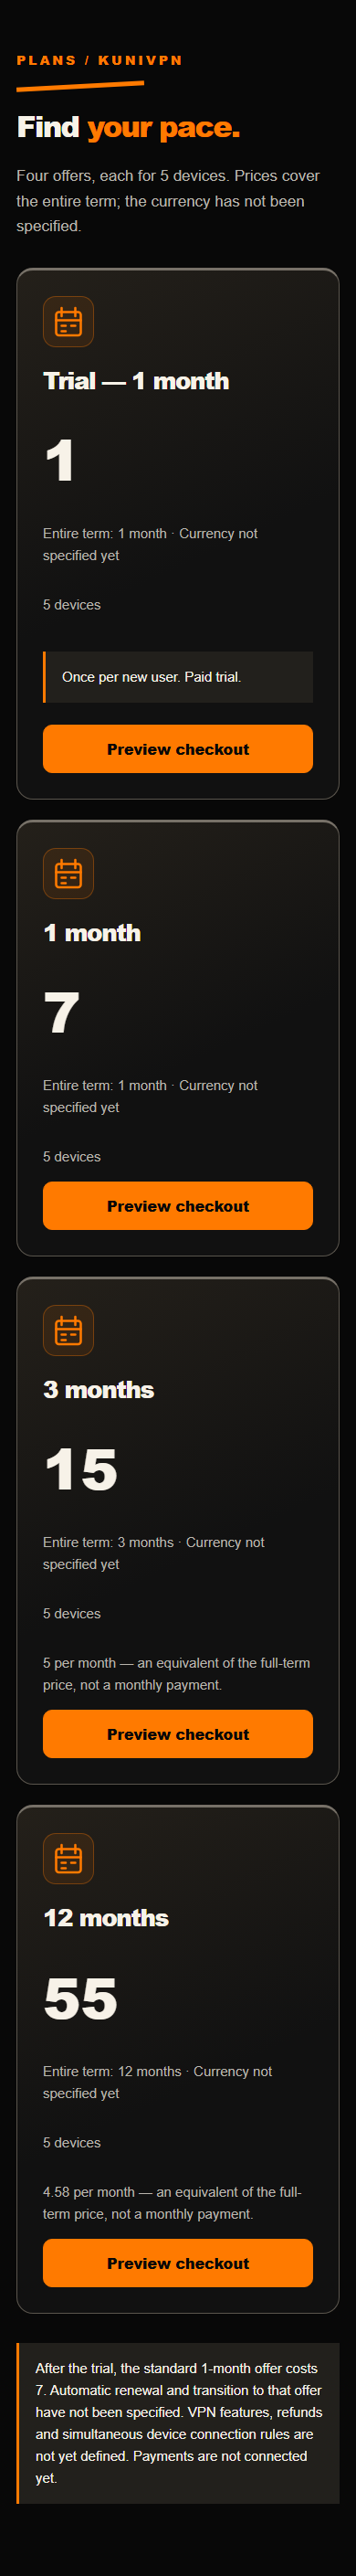 PLANS / KUNIVPN
Find your pace.
Four offers, each for 5 devices. Prices cover
the entire term; the currency has not been
specified.
Trial — 1 month
1
Entire term: 1 month · Currency not
specified yet
5 devices
Once per new user. Paid trial.
Preview checkout
1 month
7
Entire term: 1 month · Currency not
specified yet
5 devices
Preview checkout
3 months
15
Entire term: 3 months · Currency not
specified yet
5 devices
5 per month — an equivalent of the full-term
price, not a monthly payment.
Preview checkout
12 months
55
Entire term: 12 months · Currency not
specified yet
5 devices
4.58 per month — an equivalent of the full-
term price, not a monthly payment.
Preview checkout
After the trial, the standard 1-month offer costs
7. Automatic renewal and transition to that offer
have not been specified. VPN features, refunds
and simultaneous device connection rules are
not yet defined. Payments are not connected
yet.